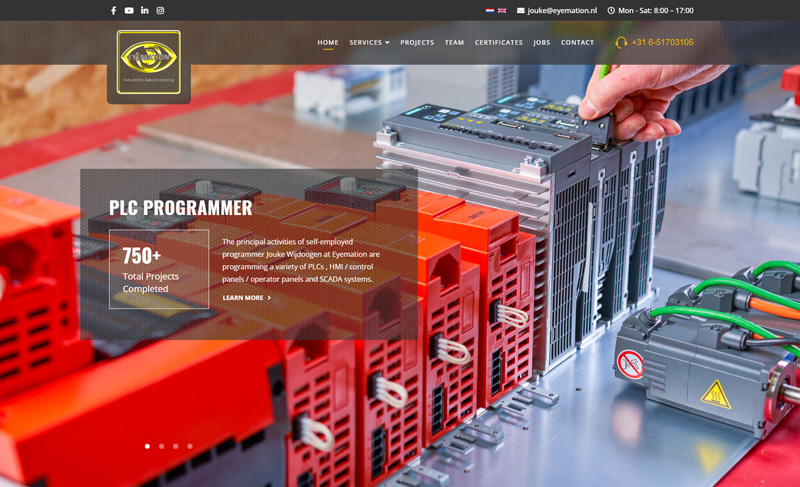 jouke@eyemation.nl
Mon - Sat: 8:00 – 17:00
EYEMATION
Industriële Automatisering
HOME SERVICES PROJECTS TEAM CERTIFICATES JOBS CONTACT
+31 6-51703105
PLC PROGRAMMER
750+
Total Projects
Completed
The principal activities of self-employed
programmer Jouke Wijdoogen at Eyemation are
programming a variety of PLCs , HMI / control
panels / operator panels and SCADA systems.
LEARN MORE